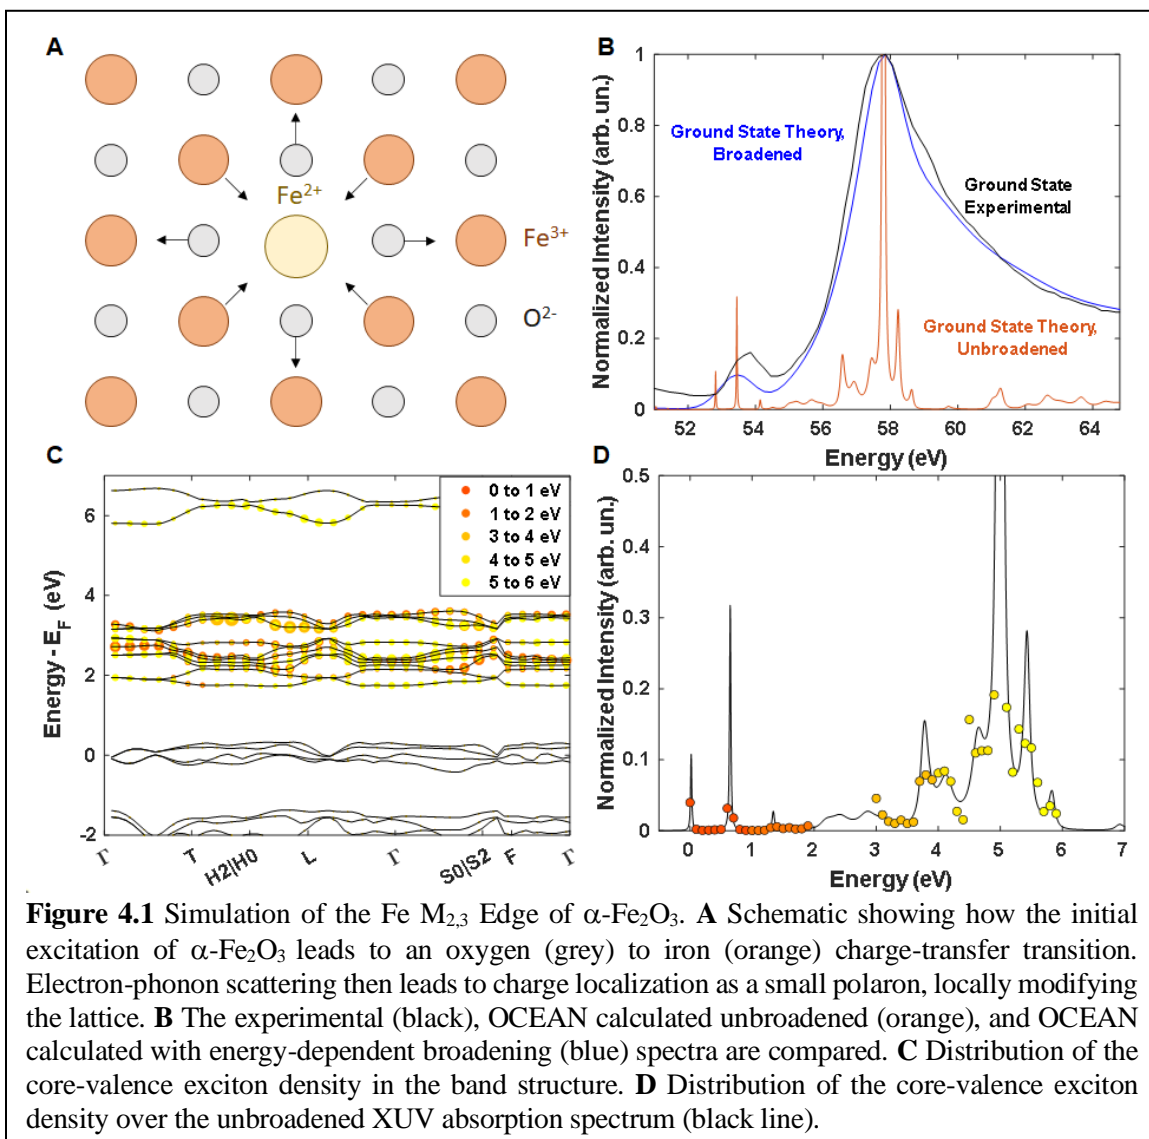 A
Fe2+
Fe3+
O2-
B
Normalized Intensity (arb. un.)
1
0.8
0.6
0.4
0.2
0
Ground State Theory,
Broadened
Ground State
Experimental
Ground State Theory,
Unbroadened
52 54 56 58 60 62 64
Energy (eV)
C
Energy - EF (eV)
6
4
2
0
-2
0 to 1 eV
1 to 2 eV
3 to 4 eV
4 to 5 eV
5 to 6 eV
Γ T H2|H0 L Γ S0|S2 F Γ
D
Normalized Intensity (arb. un.)
0.5
0.4
0.3
0.2
0.1
0
0 1 2 3 4 5 6 7
Energy (eV)
Figure 4.1 Simulation of the Fe M2,3 Edge of α-Fe2O3. A Schematic showing how the initial
excitation of α-Fe2O3 leads to an oxygen (grey) to iron (orange) charge-transfer transition.
Electron-phonon scattering then leads to charge localization as a small polaron, locally modifying
the lattice. B The experimental (black), OCEAN calculated unbroadened (orange), and OCEAN
calculated with energy-dependent broadening (blue) spectra are compared. C Distribution of the
core-valence exciton density in the band structure. D Distribution of the core-valence exciton
density over the unbroadened XUV absorption spectrum (black line).